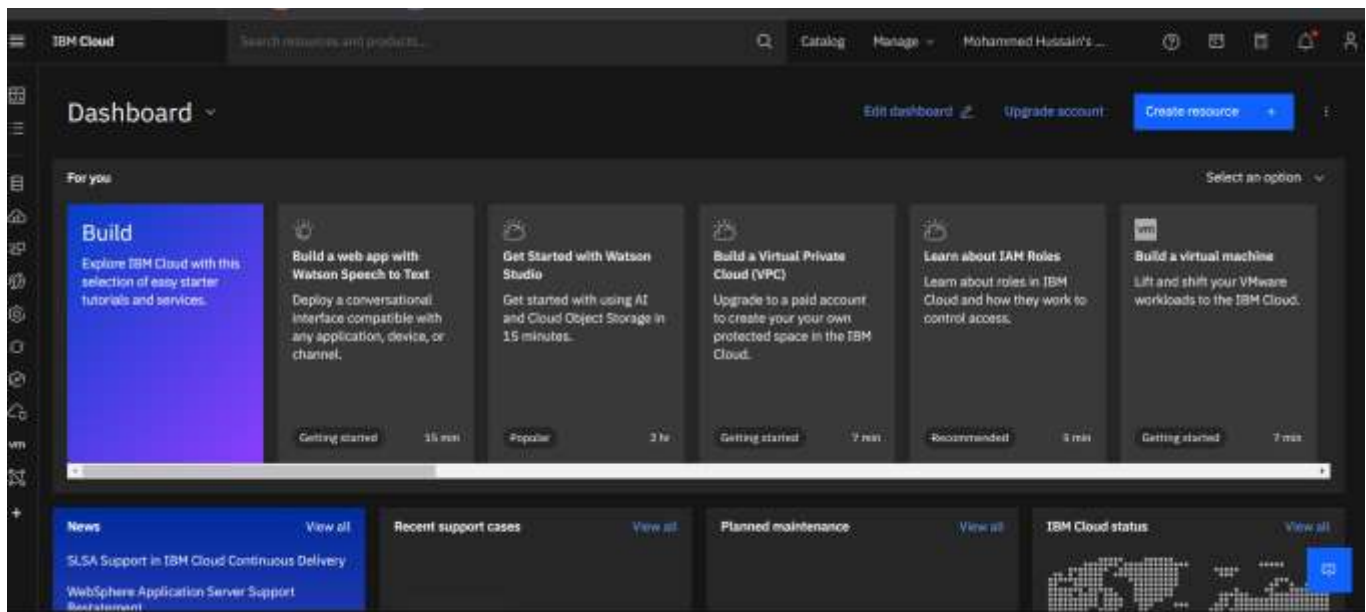 IBM Cloud
Search resources and products...
Catalog
Manage
Mohammed Hussain's ...
Dashboard
Edit dashboard
Upgrade account
Create resource +
For you
Select an option
Build
Explore IBM Cloud with this
selection of easy starter
tutorials and services.
Build a web app with
Watson Speech to Text
Deploy a conversational
interface compatible with
any application, device, or
channel.
Getting started
15 min
Get Started with Watson
Studio
Get started with using AI
and Cloud Object Storage in
15 minutes.
Popular
2 hr
Build a Virtual Private
Cloud (VPC)
Upgrade to a paid account
to create your your own
protected space in the IBM
Cloud.
Getting started
7 min
Learn about IAM Roles
Learn about roles in IBM
Cloud and how they work to
control access.
Recommended
5 min
vm
Build a virtual machine
Lift and shift your VMware
workloads to the IBM Cloud.
Getting started
7 min
vm
News
View all
SLSA Support in IBM Cloud Continuous Delivery
WebSphere Application Server Support
Restatement
Recent support cases
View all
Planned maintenance
View all
IBM Cloud status
View all